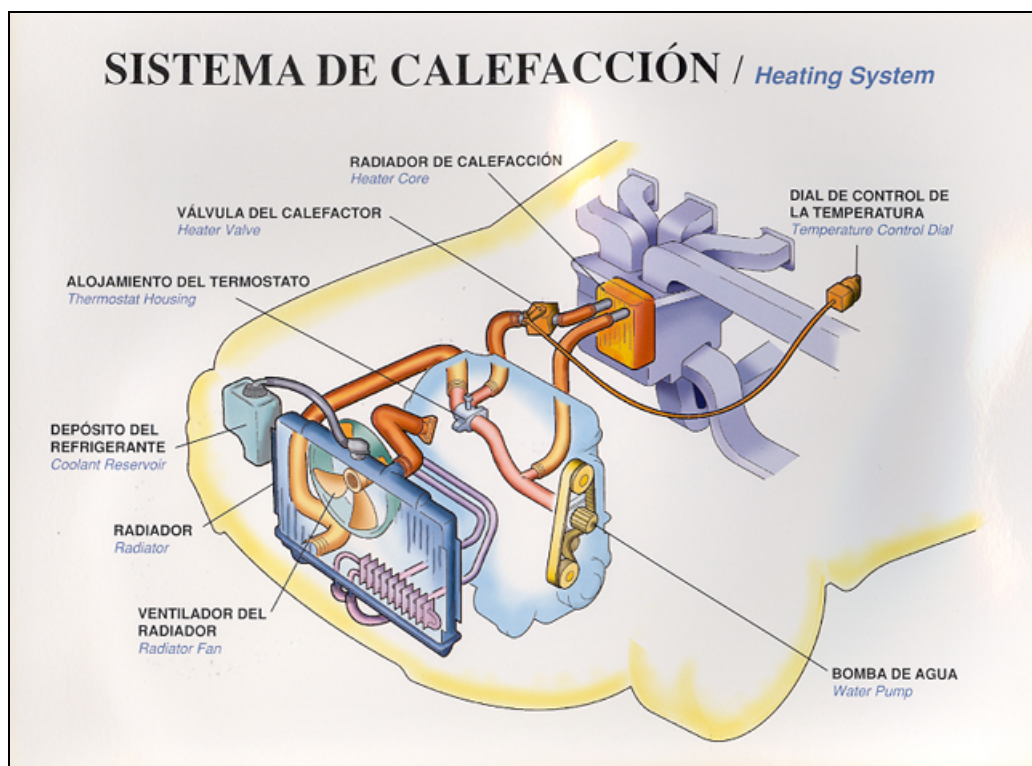 SISTEMA DE CALEFACCIÓN / Heating System
RADIADOR DE CALEFACCIÓN
Heater Core
DIAL DE CONTROL DE
LA TEMPERATURA
Temperature Control Dial
VÁLVULA DEL CALEFACTOR
Heater Valve
ALOJAMIENTO DEL TERMOSTATO
Thermostat Housing
DEPÓSITO DEL
REFRIGERANTE
Coolant Reservoir
RADIADOR
Radiator
VENTILADOR DEL
RADIADOR
Radiator Fan
BOMBA DE AGUA
Water Pump